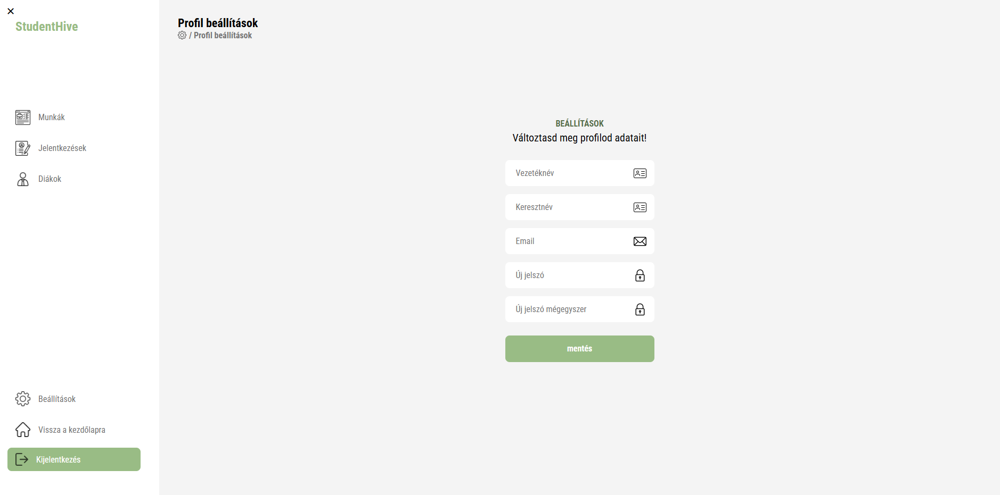 StudentHive
Munkák
Jelentkezések
Diákok
Beállítások
Vissza a kezdőlapra
Kijelentkezés
Profil beállítások
/ Profil beállítások
BEÁLLÍTÁSOK
Változtasd meg profilod adatait!
Vezetéknév
Keresztnév
Email
Új jelszó
Új jelszó mégegyszer
mentés